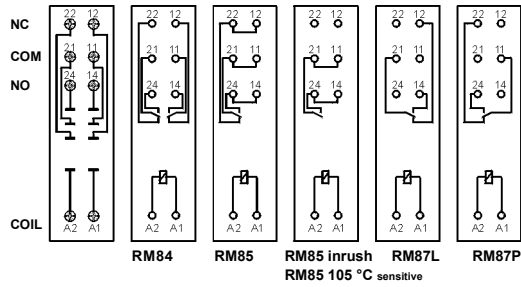 22 12 22 12 22 12 22 12 22 12 22 12
NC
COM 21 11 21 11 21 11 21 11 21 11 21 11
NO 24 14 24 14 24 14 24 14 24 14 24 14
COIL A2 A1 A2 A1 A2 A1 A2 A1 A2 A1 A2 A1
RM84 RM85 RM85 inrush RM87L RM87P
RM85 105 °C sensitive